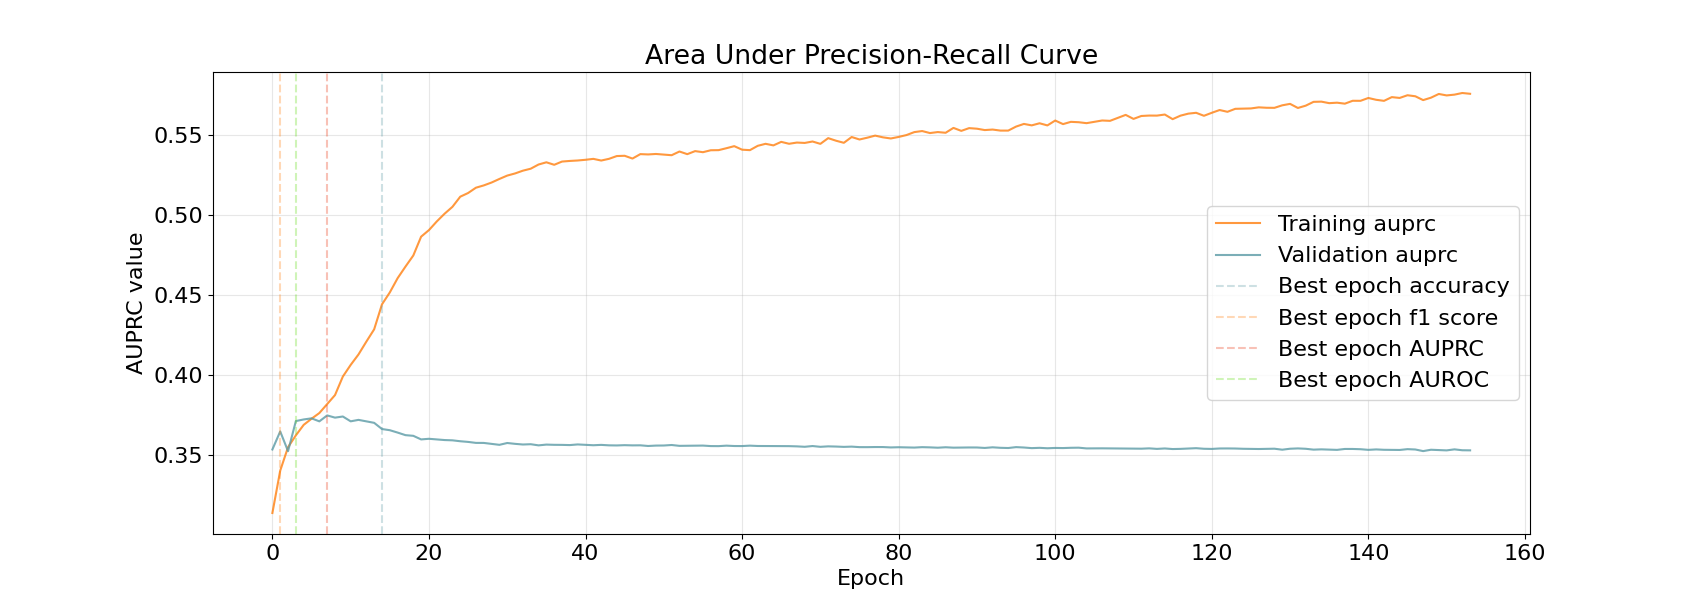 Area Under Precision-Recall Curve
AUPRC value
0.55
0.50
0.45
0.40
0.35
Training auprc
Validation auprc
Best epoch accuracy
Best epoch f1 score
Best epoch AUPRC
Best epoch AUROC
0 20 40 60 80 100 120 140 160
Epoch